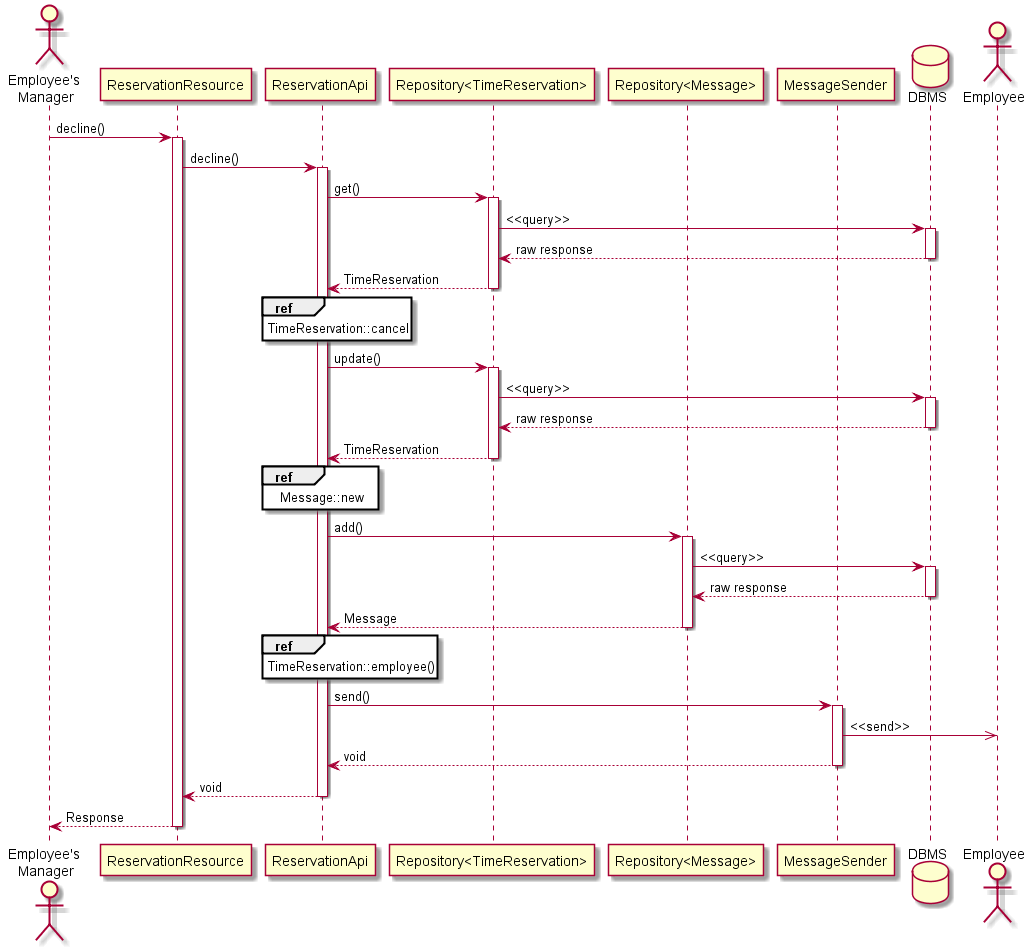 Employee's
Manager
ReservationResource
ReservationApi
Repository<TimeReservation>
Repository<Message>
MessageSender
DBMS
Employee
decline()
decline()
get()
<<query>>
raw response
TimeReservation
ref
TimeReservation::cancel
update()
<<query>>
raw response
TimeReservation
ref
Message::new
add()
<<query>>
raw response
Message
ref
TimeReservation::employee()
send()
<<send>>
void
void
Response
Employee's
Manager
ReservationResource
ReservationApi
Repository<TimeReservation>
Repository<Message>
MessageSender
DBMS
Employee